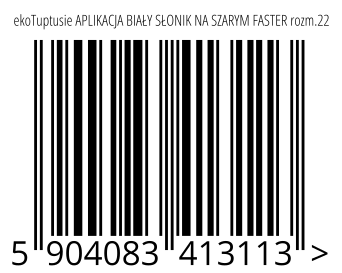 ekoTuptusie APLIKACJA BIAŁY SŁONIK NA SZARYM FASTER rozm.22
5 904083 413113 >